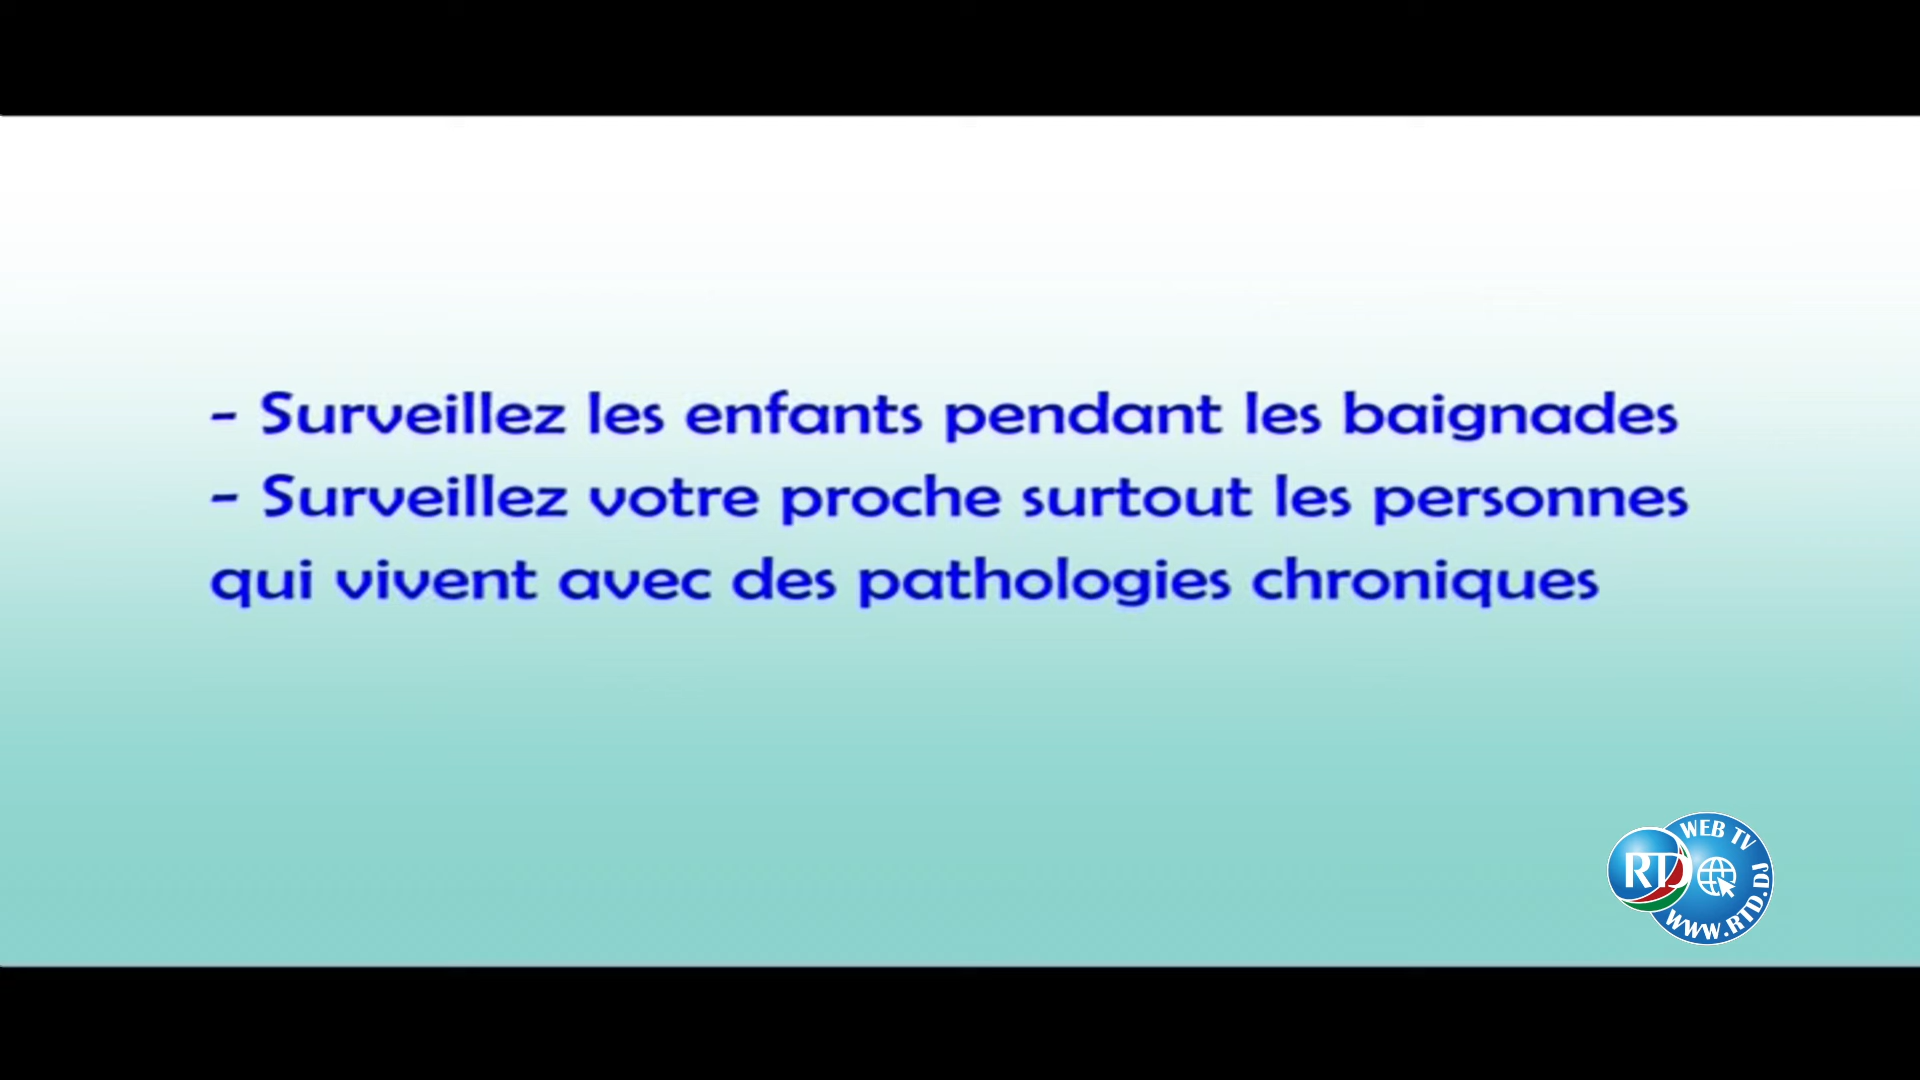 - Surveillez les enfants pendant les baignades
- Surveillez votre proche surtout les personnes
qui vivent avec des pathologies chroniques
WEB TV
RTD
WWW.RTD.DJ